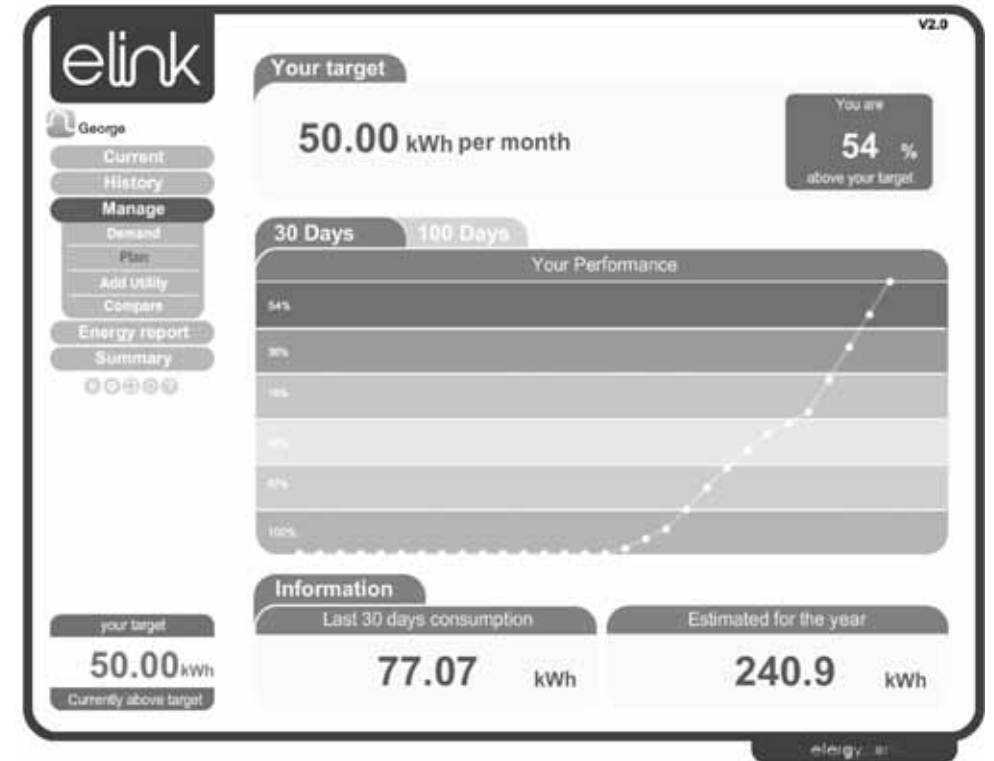 V2.0
elink
George
Current
History
Manage
Demand
Plan
Add Utility
Compare
Energy report
Summary
your target
50.00 kWh
Currently above target
Your target
50.00 kWh per month
You are
54 %
above your target
30 Days 100 Days
Your Performance
54%
100%
Information
Last 30 days consumption
77.07 kWh
Estimated for the year
240.9 kWh